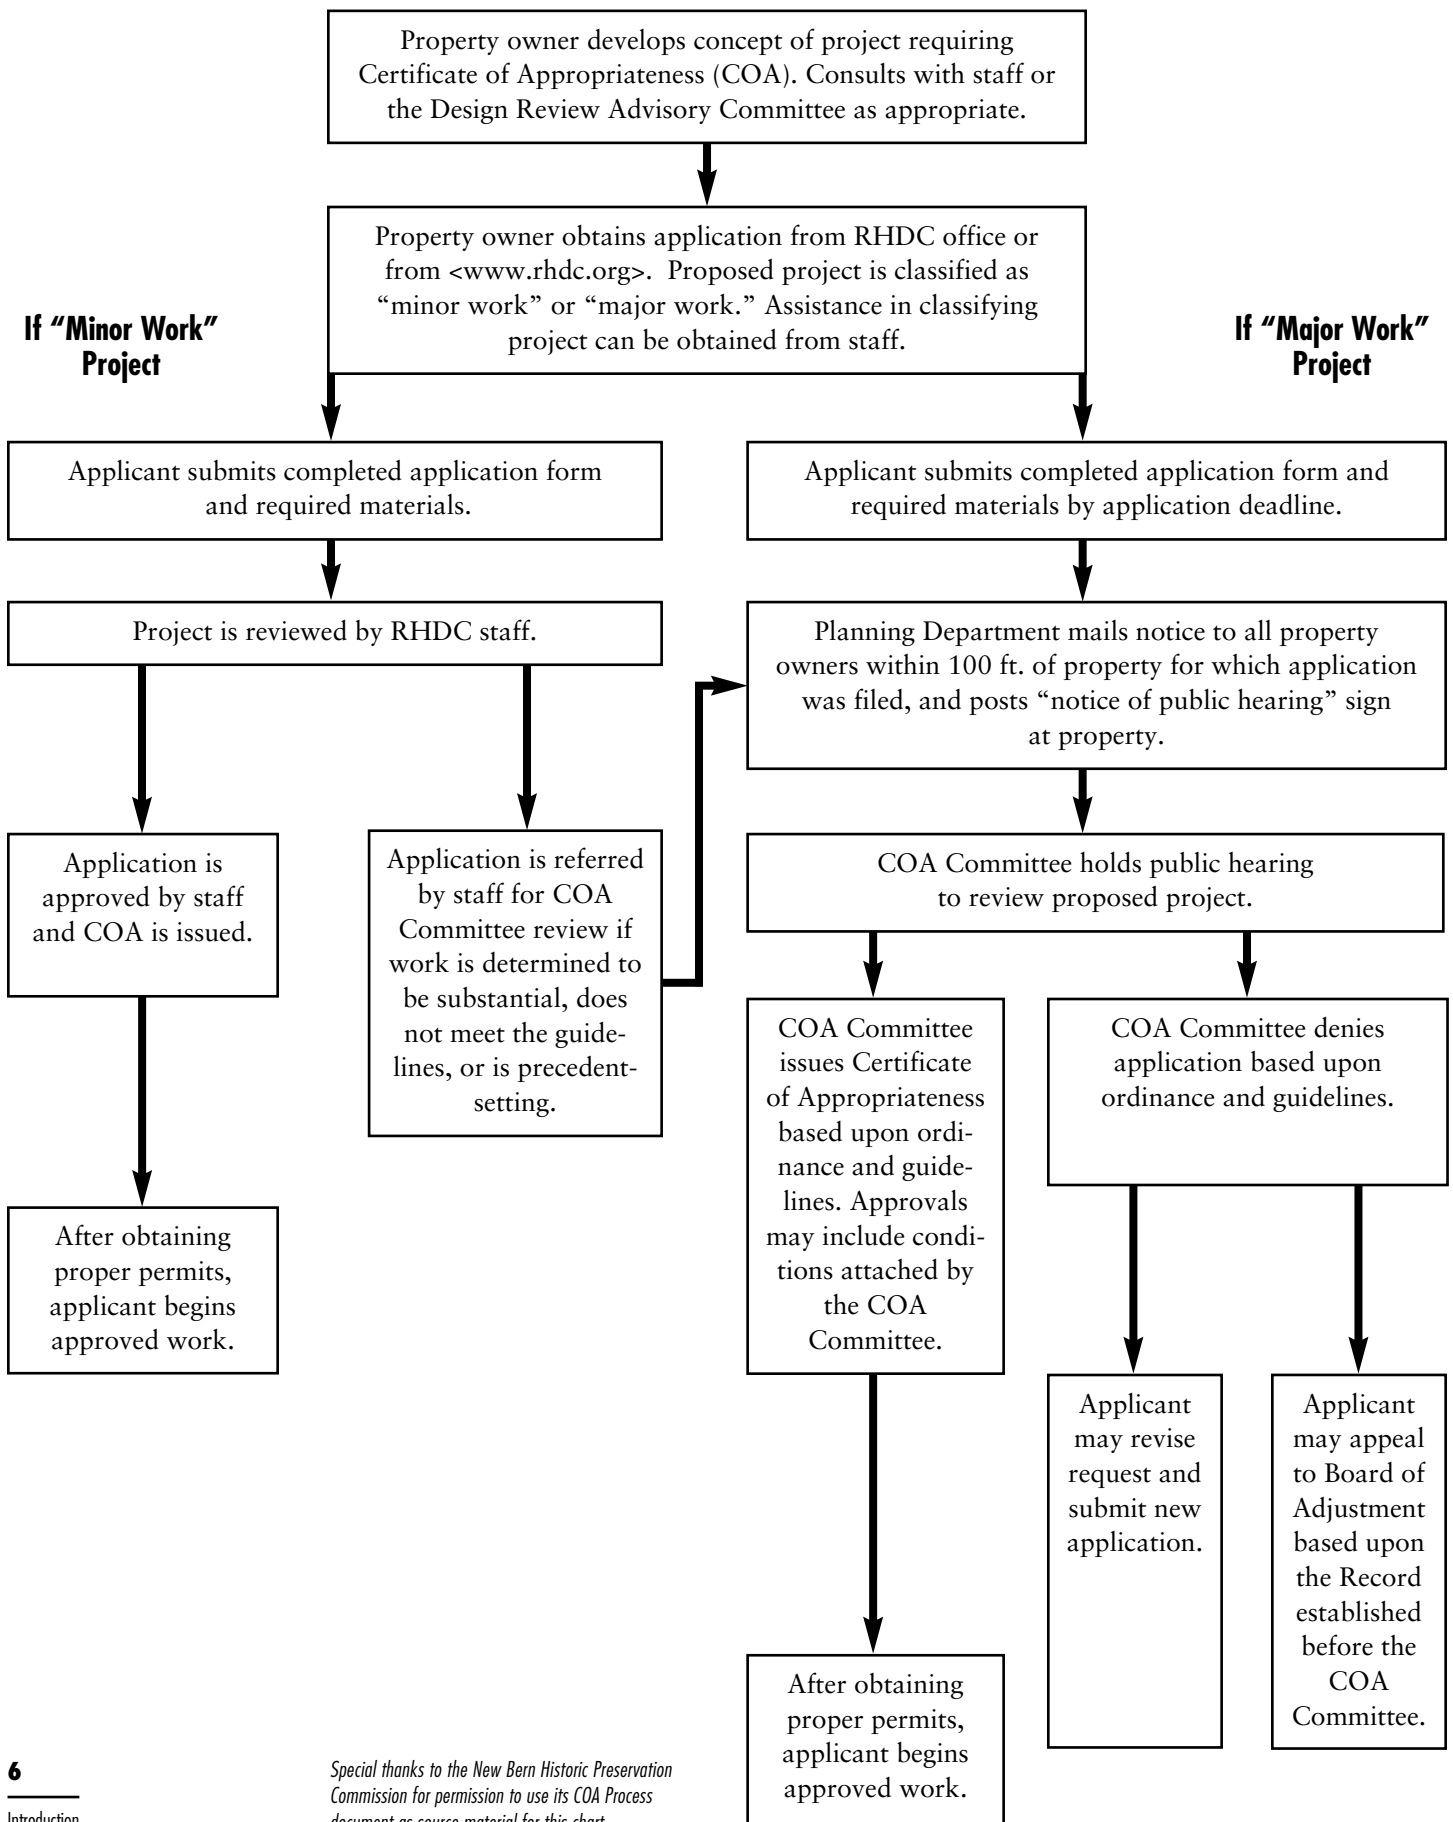 Property owner develops concept of project requiring
Certificate of Appropriateness (COA). Consults with staff or
the Design Review Advisory Committee as appropriate.
Property owner obtains application from RHDC office or
from <www.rhdc.org>. Proposed project is classified as
“minor work” or “major work.” Assistance in classifying
project can be obtained from staff.
If “Minor Work”
Project
If “Major Work”
Project
Applicant submits completed application form
and required materials.
Applicant submits completed application form and
required materials by application deadline.
Project is reviewed by RHDC staff.
Planning Department mails notice to all property
owners within 100 ft. of property for which application
was filed, and posts “notice of public hearing” sign
at property.
Application is
approved by staff
and COA is issued.
Application is referred
by staff for COA
Committee review if
work is determined to
be substantial, does
not meet the guide-
lines, or is precedent-
setting.
COA Committee holds public hearing
to review proposed project.
COA Committee
issues Certificate
of Appropriateness
based upon ordi-
nance and guide-
lines. Approvals
may include condi-
tions attached by
the COA
Committee.
COA Committee denies
application based upon
ordinance and guidelines.
After obtaining
proper permits,
applicant begins
approved work.
Applicant
may revise
request and
submit new
application.
Applicant
may appeal
to Board of
Adjustment
based upon
the Record
established
before the
COA
Committee.
After obtaining
proper permits,
applicant begins
approved work.
6
Introduction
Special thanks to the New Bern Historic Preservation
Commission for permission to use its COA Process
document as source material for this chart